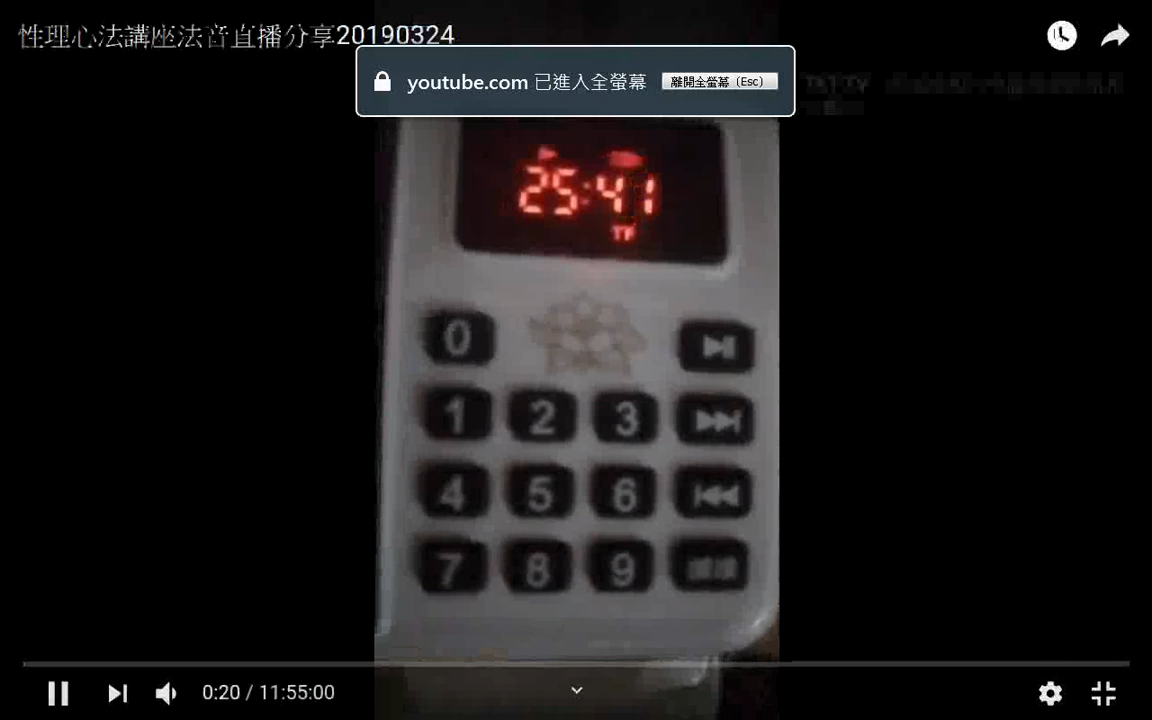 性理心法講座法音直播分享20190324
youtube.com 已進入全螢幕 離開全螢幕 (Esc)
25:41
TF
0
1 2 3
4 5 6
7 8 9
0:20 / 11:55:00